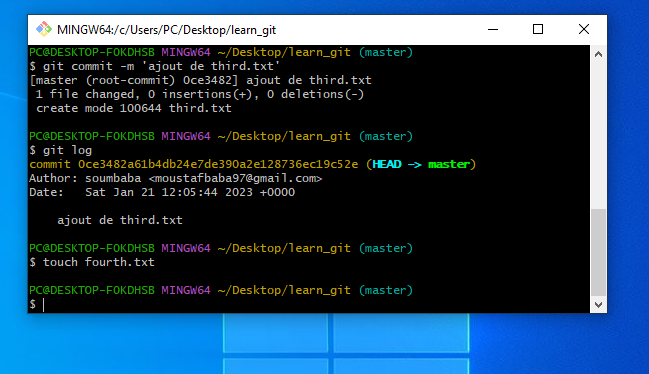 MINGW64:/c/Users/PC/Desktop/learn_git
PC@DESKTOP-FOKDHSB MINGW64 ~/Desktop/learn_git (master)
$ git commit -m 'ajout de third.txt'
[master (root-commit) 0ce3482] ajout de third.txt
 1 file changed, 0 insertions(+), 0 deletions(-)
 create mode 100644 third.txt
PC@DESKTOP-FOKDHSB MINGW64 ~/Desktop/learn_git (master)
$ git log
commit 0ce3482a61b4db24e7de390a2e128736ec19c52e (HEAD -> master)
Author: soumbaba <moustafbaba97@gmail.com>
Date:   Sat Jan 21 12:05:44 2023 +0000
    ajout de third.txt
PC@DESKTOP-FOKDHSB MINGW64 ~/Desktop/learn_git (master)
$ touch fourth.txt
PC@DESKTOP-FOKDHSB MINGW64 ~/Desktop/learn_git (master)
$